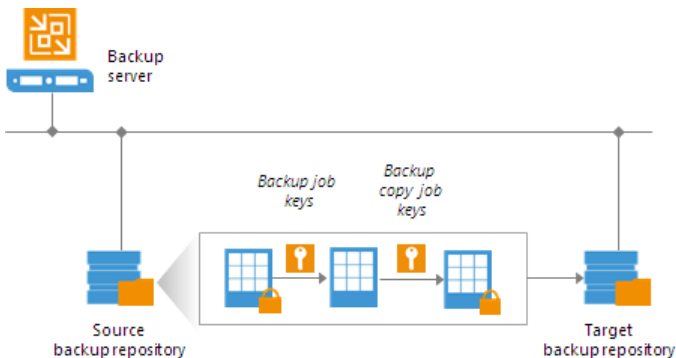 Backup
server
Backup job
keys
Backup
copy job
keys
Source
backup repository
Target
backup repository